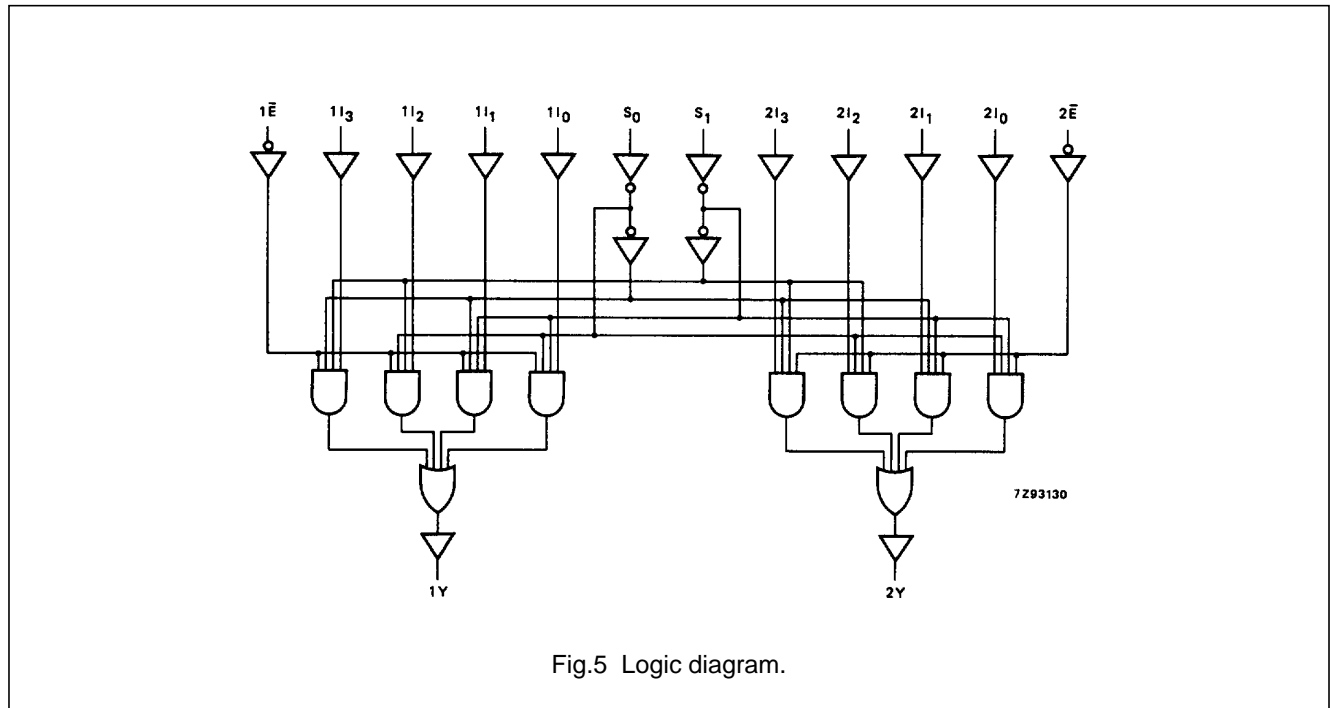 1Ē 1I₃ 1I₂ 1I₁ 1I₀ S₀ S₁ 2I₃ 2I₂ 2I₁ 2I₀ 2Ē
7Z93130
1Y 2Y
Fig.5 Logic diagram.